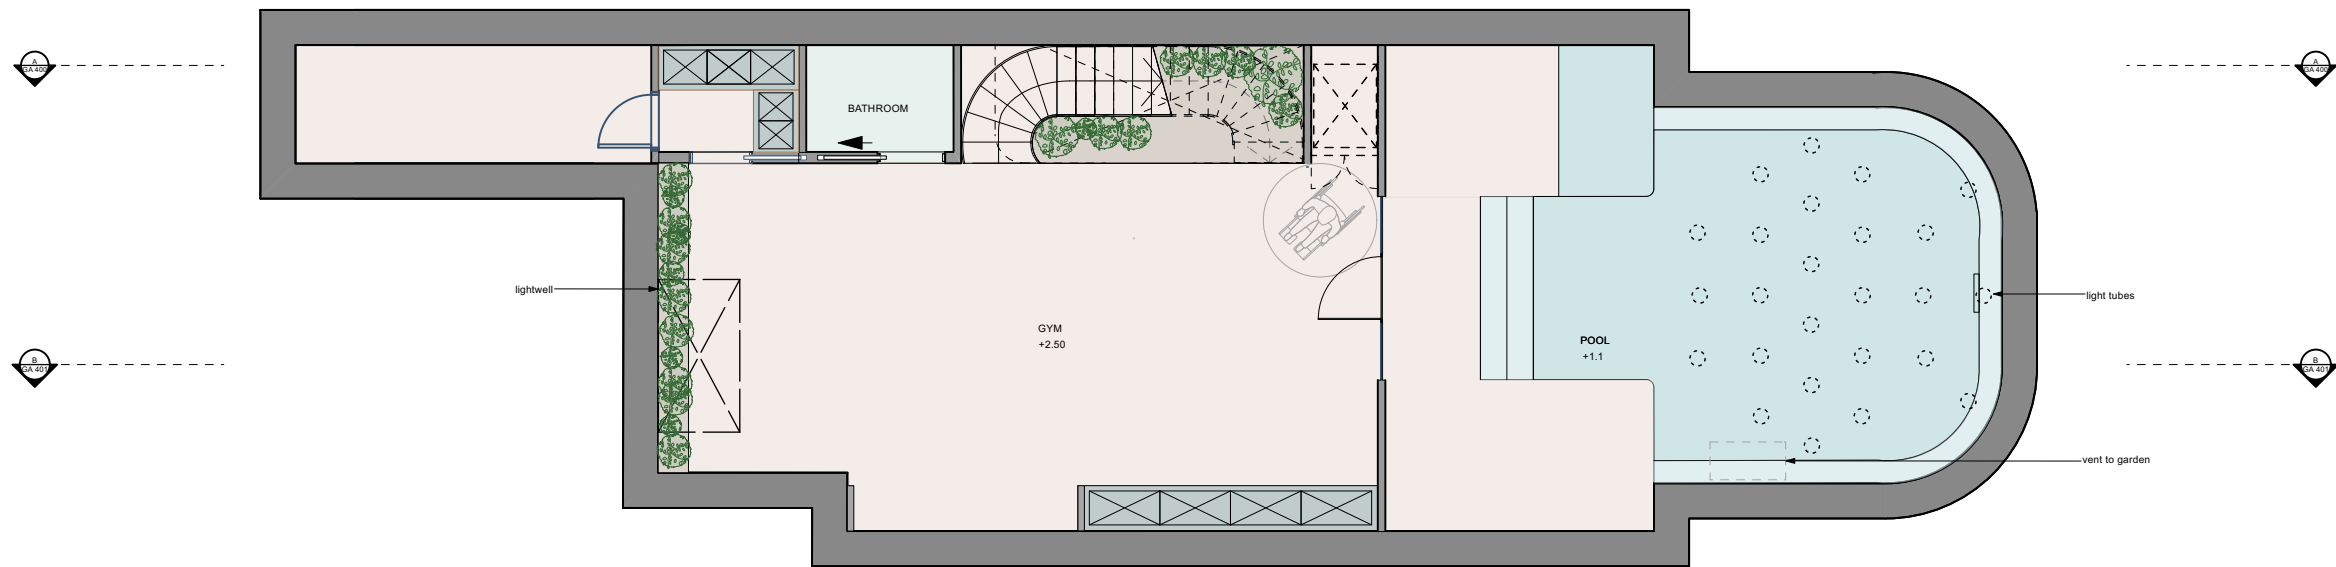 A
GA 400
A
GA 400
BATHROOM
lightwell
light tubes
GYM
+2.50
POOL
+1.1
B
GA 401
B
GA 401
vent to garden